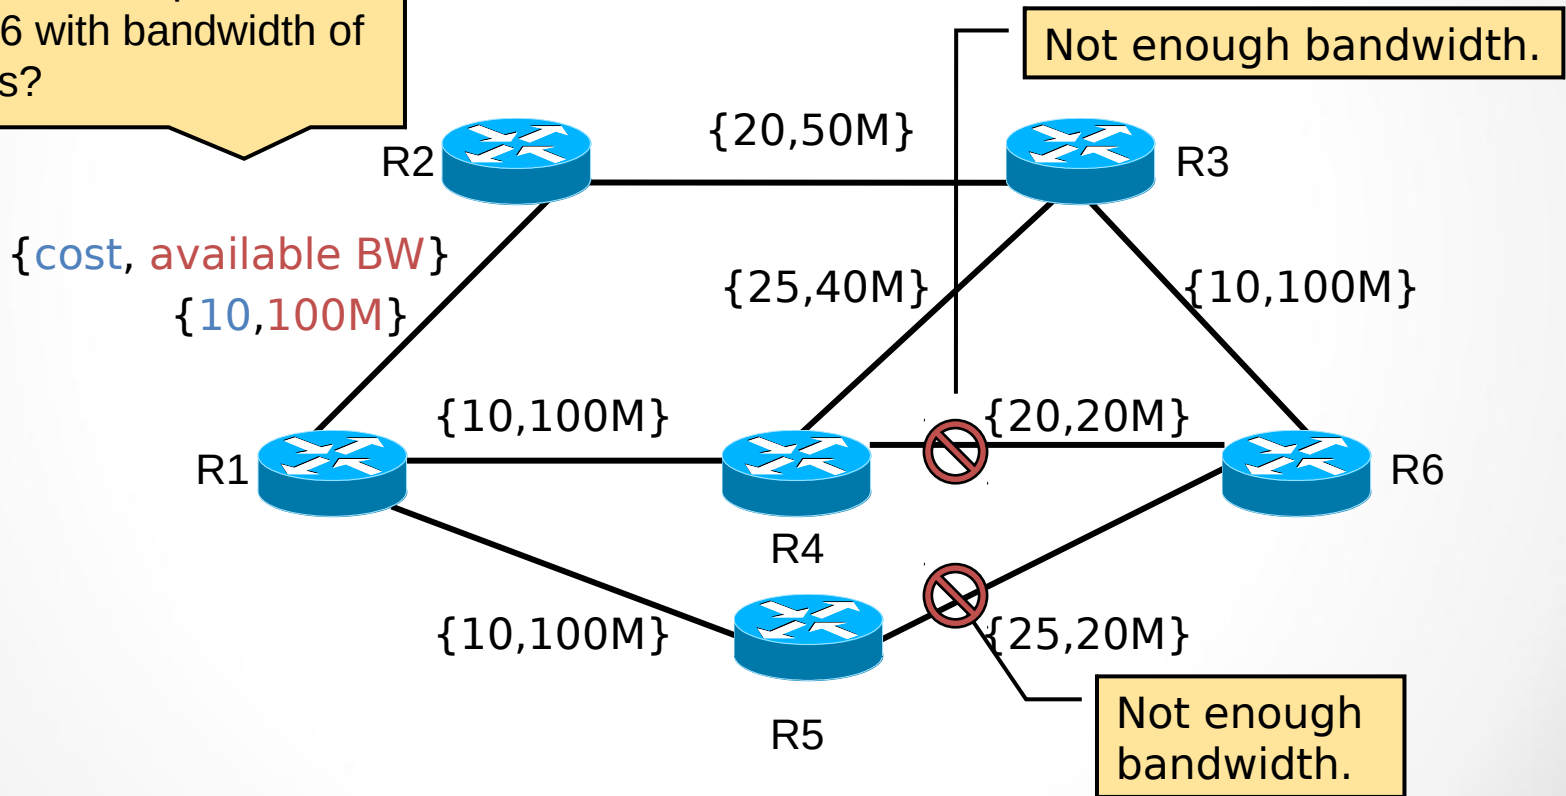 6 with bandwidth of
s?
Not enough bandwidth.
{20,50M}
R2
R3
{cost, available BW}
{10,100M}
{25,40M}
{10,100M}
{10,100M}
{20,20M}
R1
R6
R4
{10,100M}
{25,20M}
R5
Not enough
bandwidth.